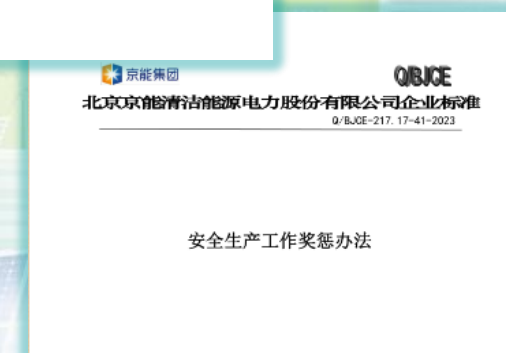 京能集团
Q/BJCE
北京京能清洁能源电力股份有限公司企业标准
Q/BJCE-217.17-41-2023
安全生产工作奖惩办法